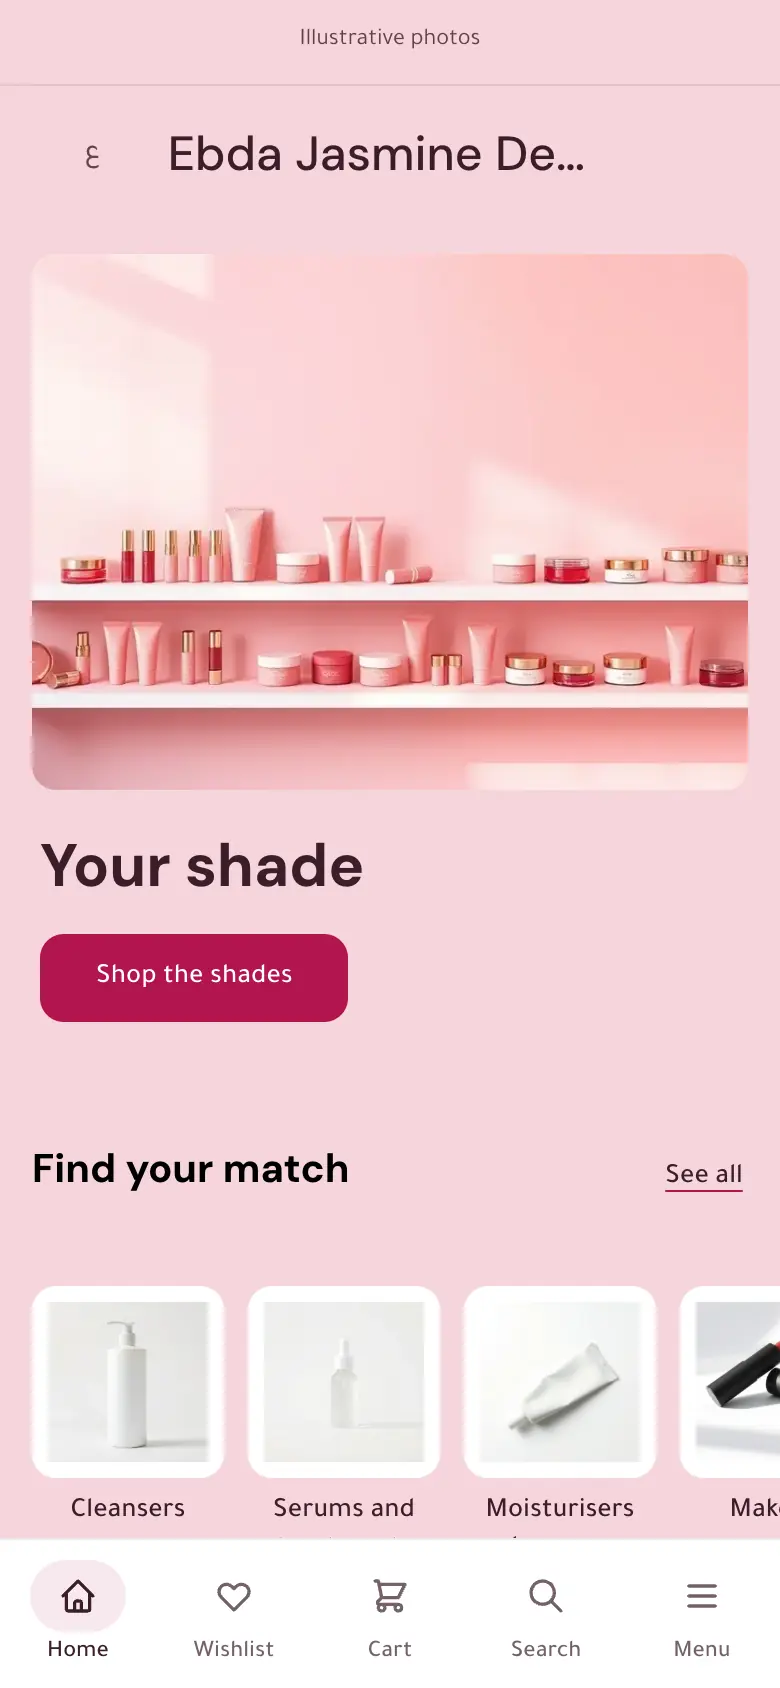 Illustrative photos
ع
Ebda Jasmine De...
Your shade
Shop the shades
Find your match
See all
Cleansers
Serums and
Moisturisers
Mak
Home
Wishlist
Cart
Search
Menu